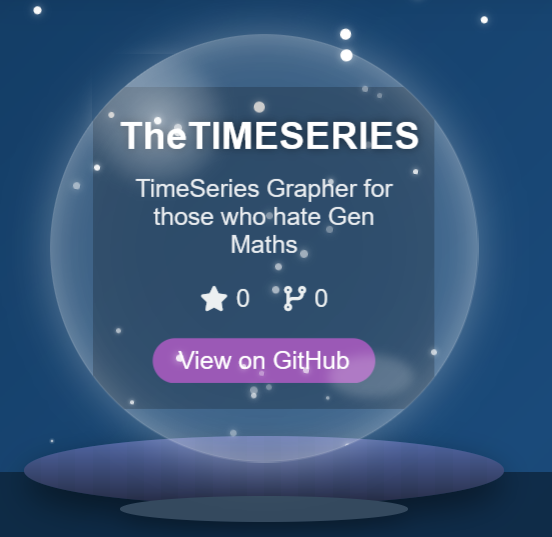 TheTIMESERIES
TimeSeries Grapher for
those who hate Gen
Maths
0 0
View on GitHub